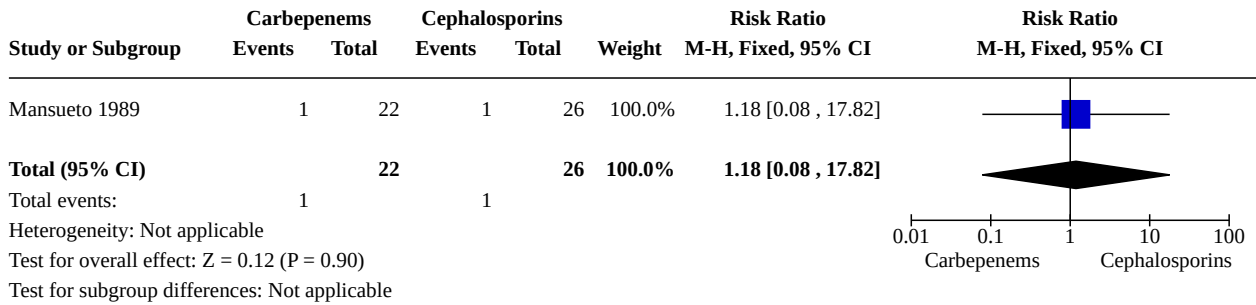 Carbepenems Cephalosporins Risk Ratio Risk Ratio
Study or Subgroup Events Total Events Total Weight M-H, Fixed, 95% CI M-H, Fixed, 95% CI
Mansueto 1989 1 22 1 26 100.0% 1.18 [0.08 , 17.82]
Total (95% CI) 22 26 100.0% 1.18 [0.08 , 17.82]
Total events: 1 1
Heterogeneity: Not applicable
Test for overall effect: Z = 0.12 (P = 0.90)
Test for subgroup differences: Not applicable
0.01 0.1 1 10 100
Carbepenems Cephalosporins